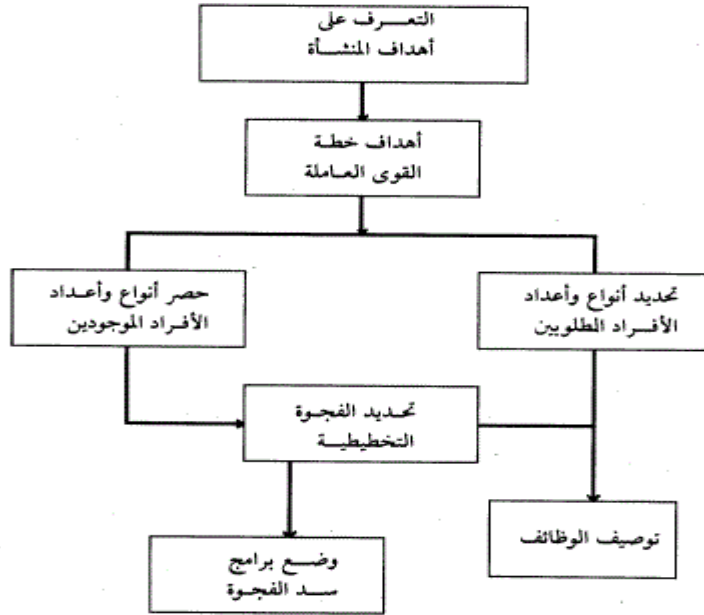 التعرف على
أهداف المنشأة
أهداف خطة
القوى العاملة
تحديد أنواع وأعداد
الأفراد المطلوبين
حصر أنواع وأعداد
الأفراد الموجودين
تحديد الفجوة
التخطيطية
توصيف الوظائف
وضع برامج
سد الفجوة